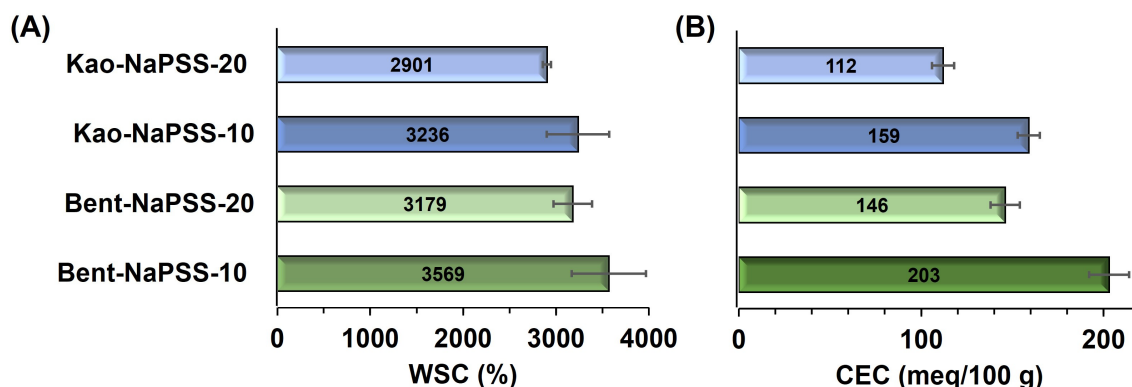 (A)
Kao-NaPSS-20
2901
Kao-NaPSS-10
3236
Bent-NaPSS-20
3179
Bent-NaPSS-10
3569
0 1000 2000 3000 4000
WSC (%)
(B)
112
159
146
203
0 100 200
CEC (meq/100 g)